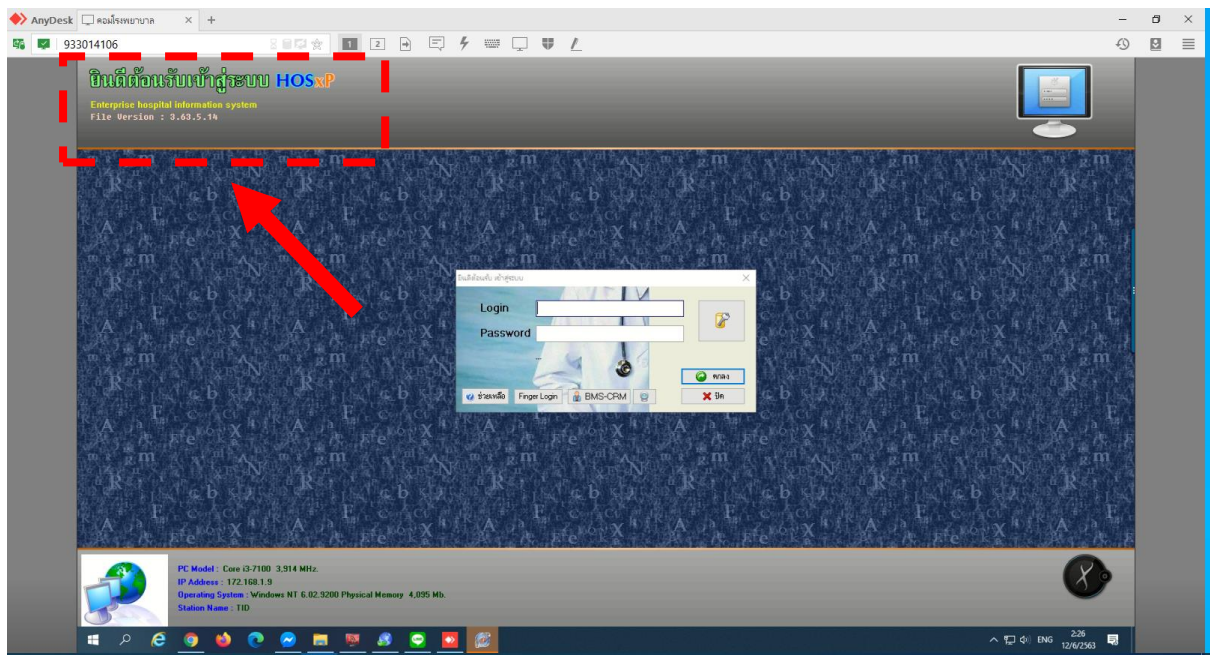 AnyDesk คอมโรงพยาบาล
933014106 1 2
ยินดีต้อนรับเข้าสู่ระบบ HOSxP
Enterprise hospital information system
File Version : 3.63.5.14
ยินดีต้อนรับ เข้าสู่ระบบ
Login
Password
...
ตกลง
ช่วยเหลือ Finger Login BMS-CRM ปิด
PC Model : Core i3-7100 3,914 MHz.
IP Address : 172.168.1.9
Operating System : Windows NT 6.02.9200 Physical Memory 4,095 Mb.
Station Name : TID
ENG 2:26
12/6/2563